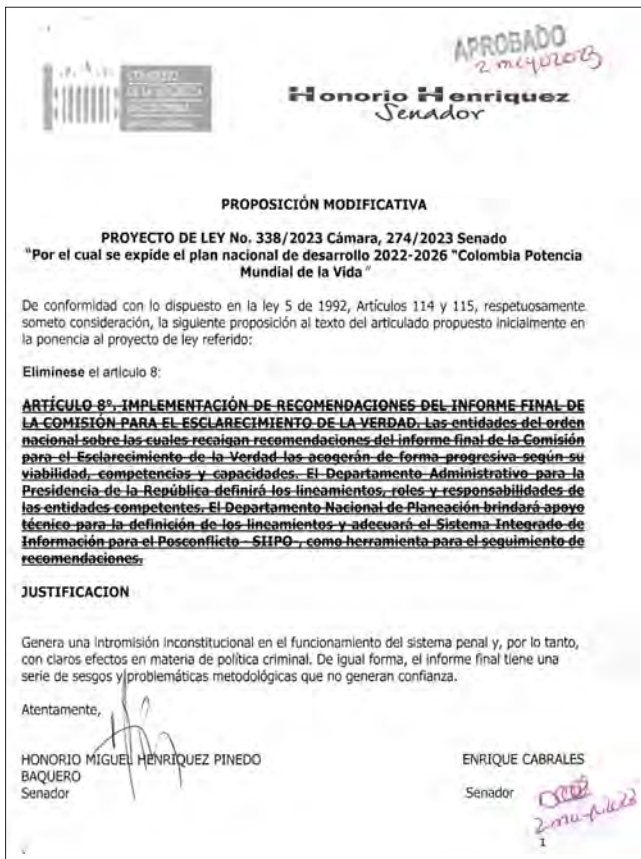 APROBADO
2 mayo 2023
CONGRESO
DE LA REPÚBLICA
Honorio Henriquez
Senador
PROPOSICIÓN MODIFICATIVA
PROYECTO DE LEY No. 338/2023 Cámara, 274/2023 Senado
"Por el cual se expide el plan nacional de desarrollo 2022-2026 "Colombia Potencia
Mundial de la Vida"
De conformidad con lo dispuesto en la ley 5 de 1992, Artículos 114 y 115, respetuosamente
someto consideración, la siguiente proposición al texto del articulado propuesto inicialmente en
la ponencia al proyecto de ley referido:
Elimínese el artículo 8:
ARTÍCULO 8º. IMPLEMENTACIÓN DE RECOMENDACIONES DEL INFORME FINAL DE
LA COMISIÓN PARA EL ESCLARECIMIENTO DE LA VERDAD. Las entidades del orden
nacional sobre las cuales recaigan recomendaciones del informe final de la Comisión
para el Esclarecimiento de la Verdad las acogerán de forma progresiva según su
viabilidad, competencias y capacidades. El Departamento Administrativo para la
Presidencia de la República definirá los lineamientos, roles y responsabilidades de
las entidades competentes. El Departamento Nacional de Planeación brindará apoyo
técnico para la definición de los lineamientos y adecuará el Sistema Integrado de
Información para el Posconflicto - SIIPO-, como herramienta para el seguimiento de
recomendaciones.
JUSTIFICACION
Genera una intromisión inconstitucional en el funcionamiento del sistema penal y, por lo tanto,
con claros efectos en materia de política criminal. De igual forma, el informe final tiene una
serie de sesgos y problemáticas metodológicas que no generan confianza.
Atentamente,
HONORIO MIGUEL HENRIQUEZ PINEDO
BAQUERO
Senador
ENRIQUE CABRALES
Senador
2 mayo 2023
1